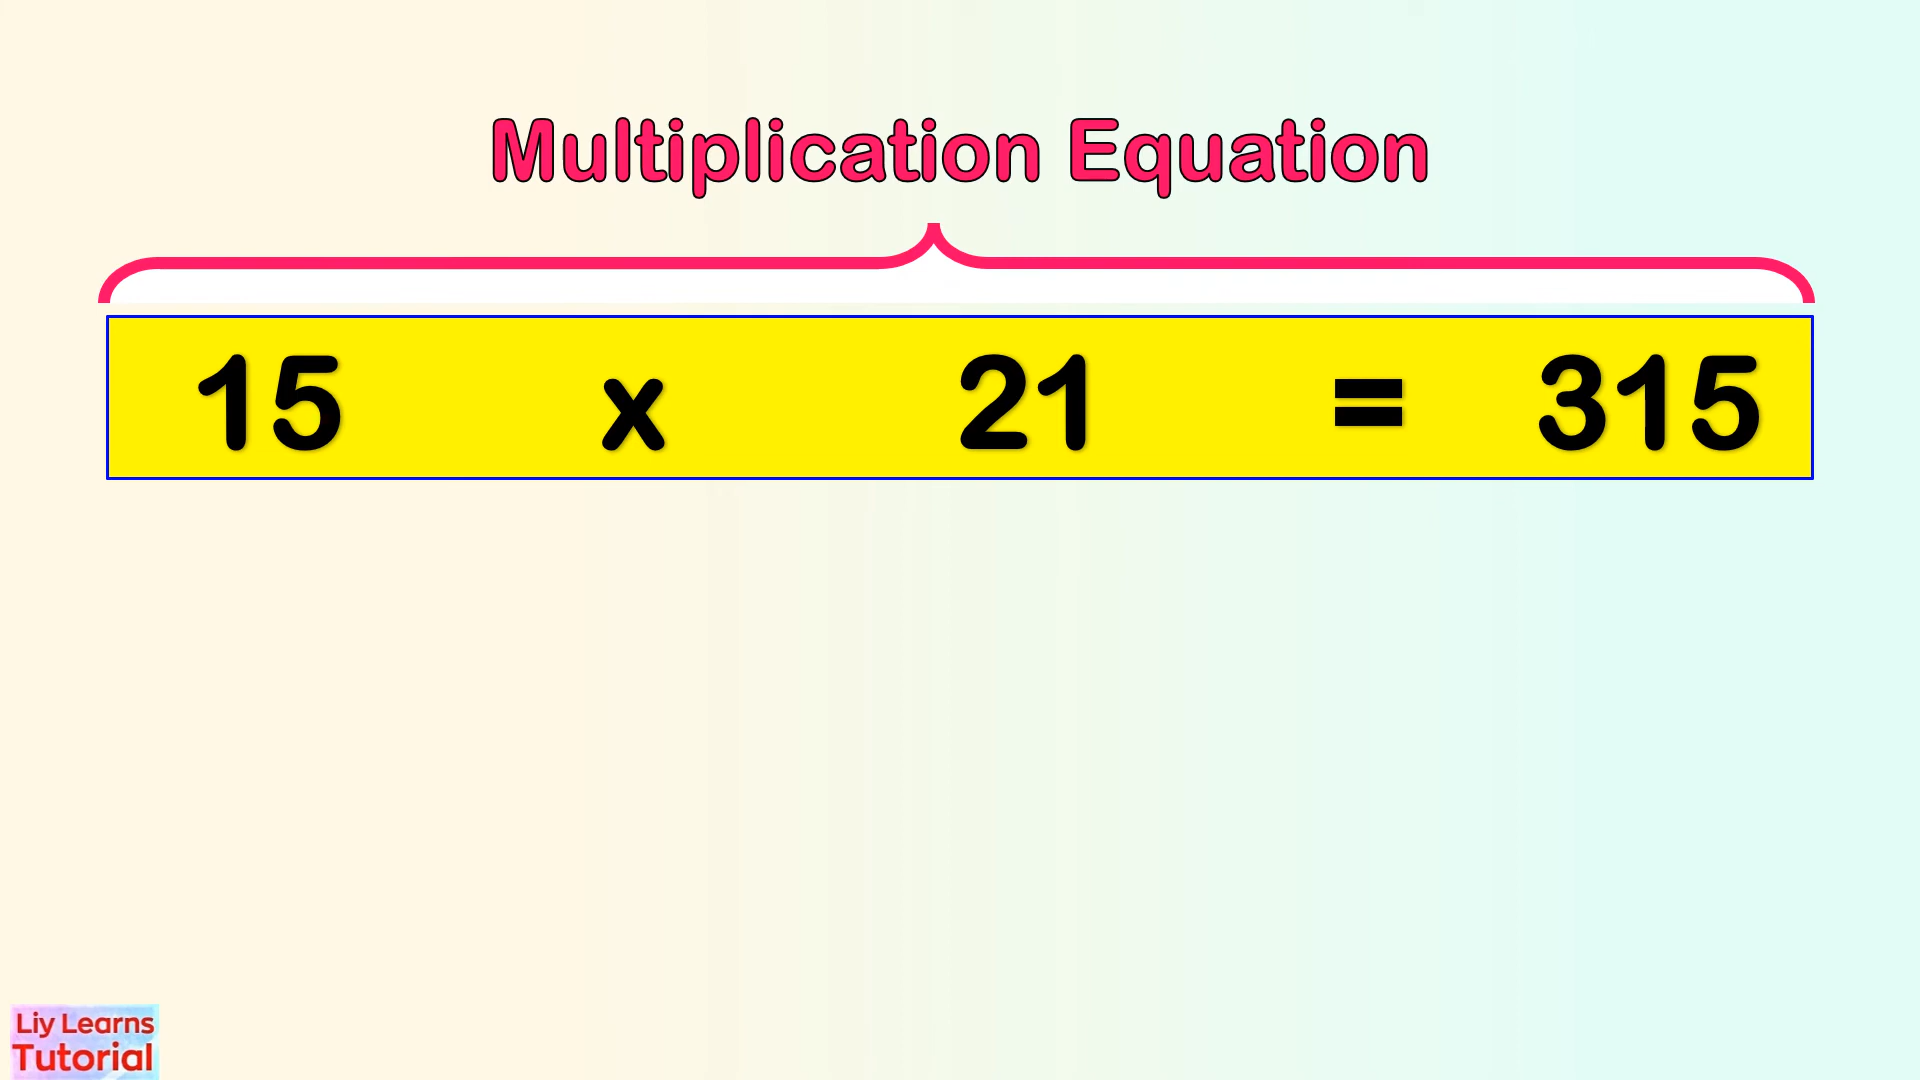 Multiplication Equation
15 x 21 = 315
Liy Learns
Tutorial